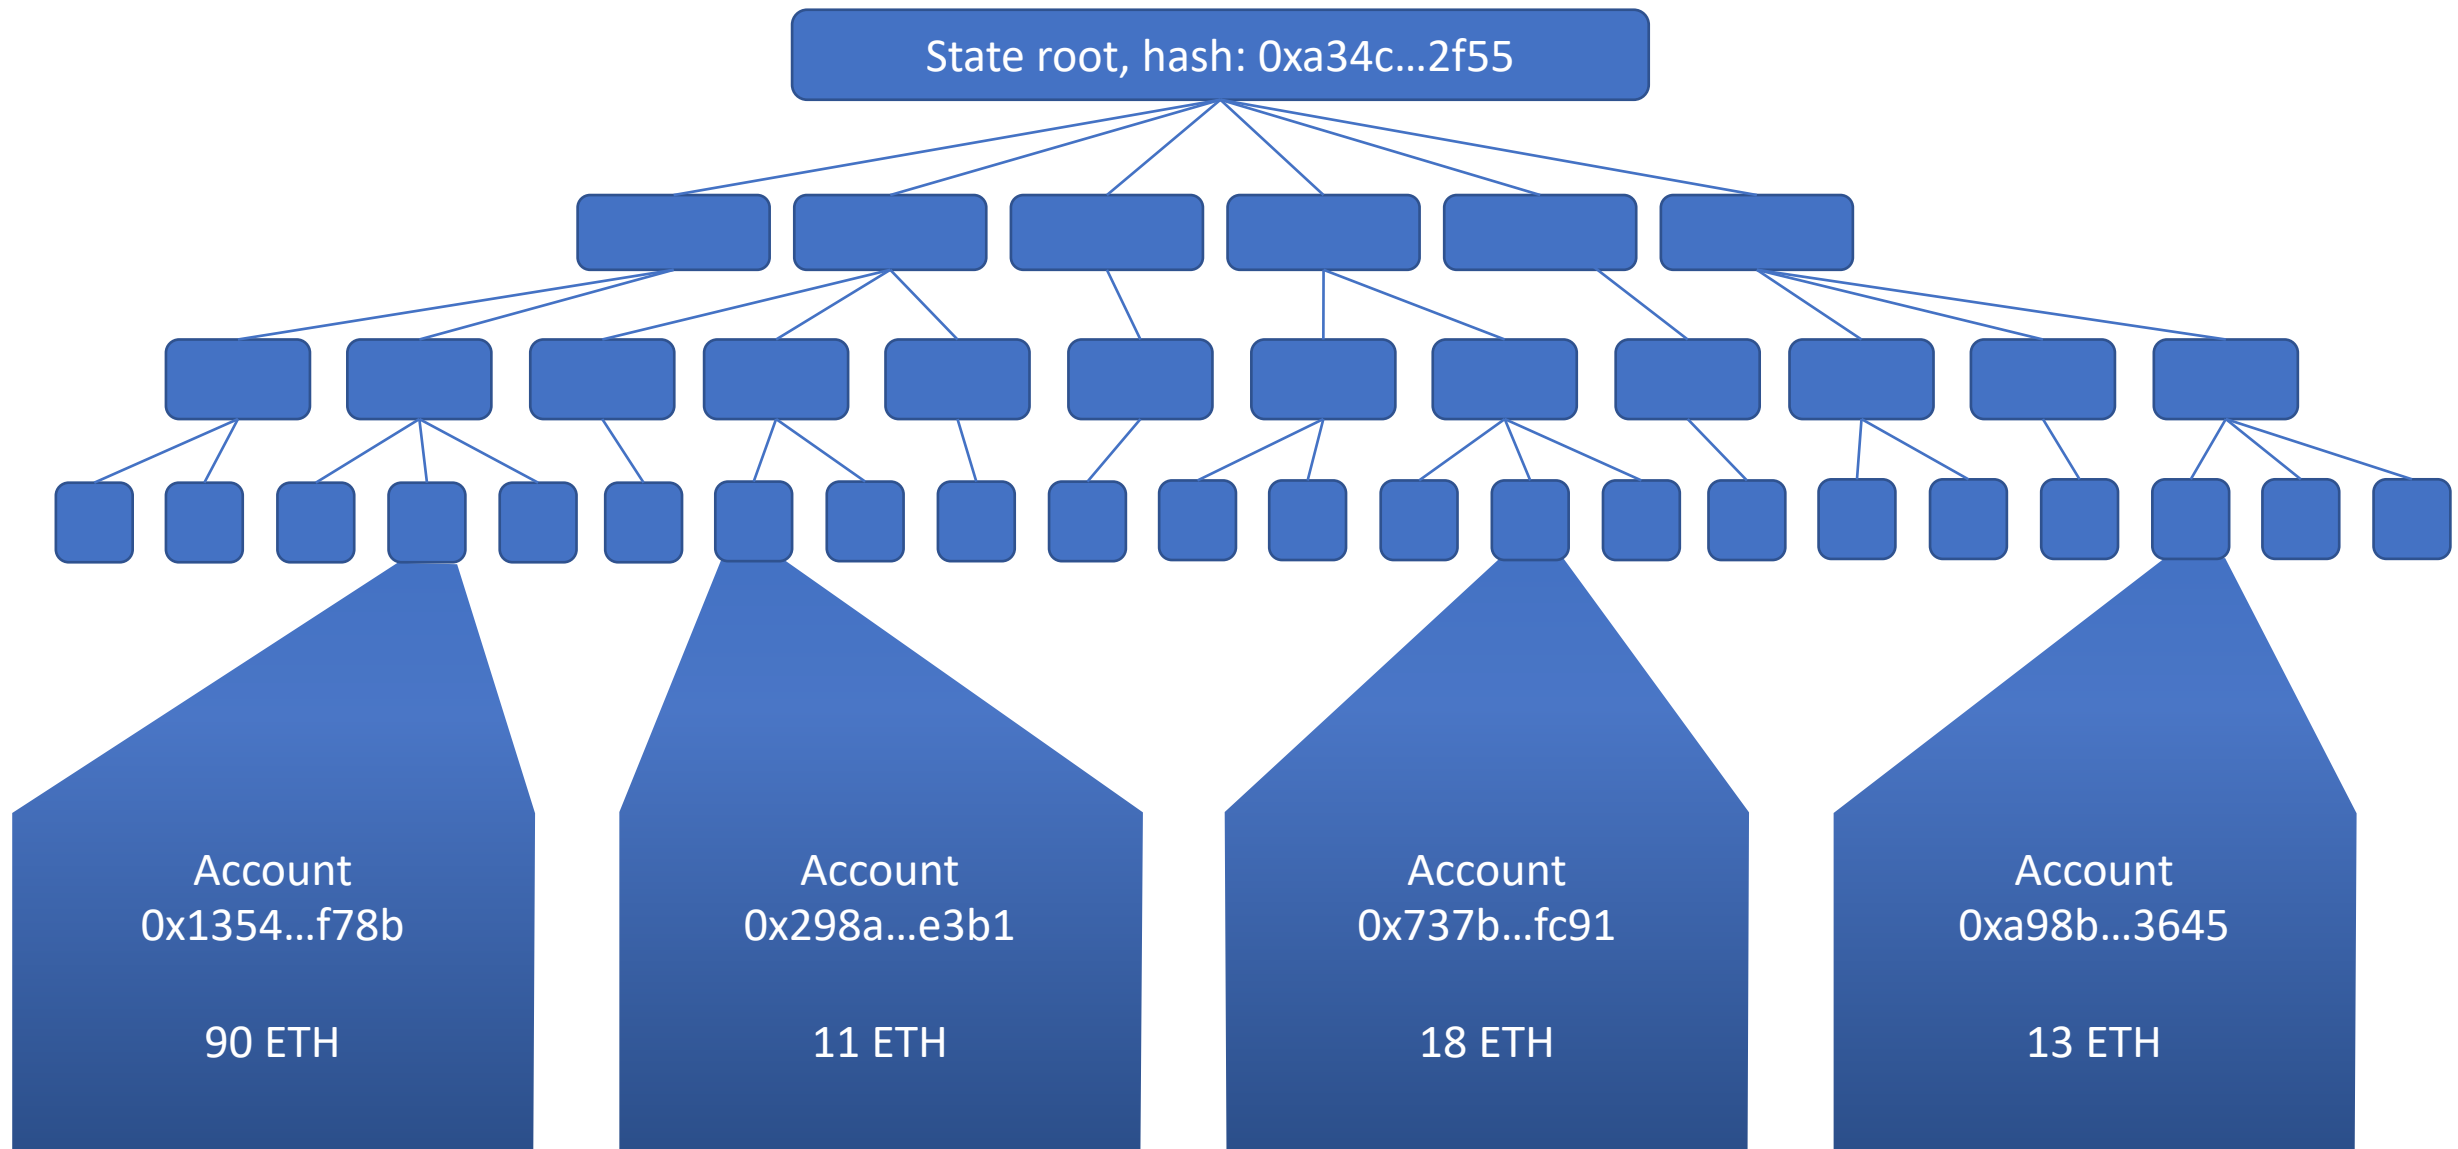 State root, hash: 0xa34c...2f55
Account
0x1354...f78b
90 ETH
Account
0x298a...e3b1
11 ETH
Account
0x737b...fc91
18 ETH
Account
0xa98b...3645
13 ETH